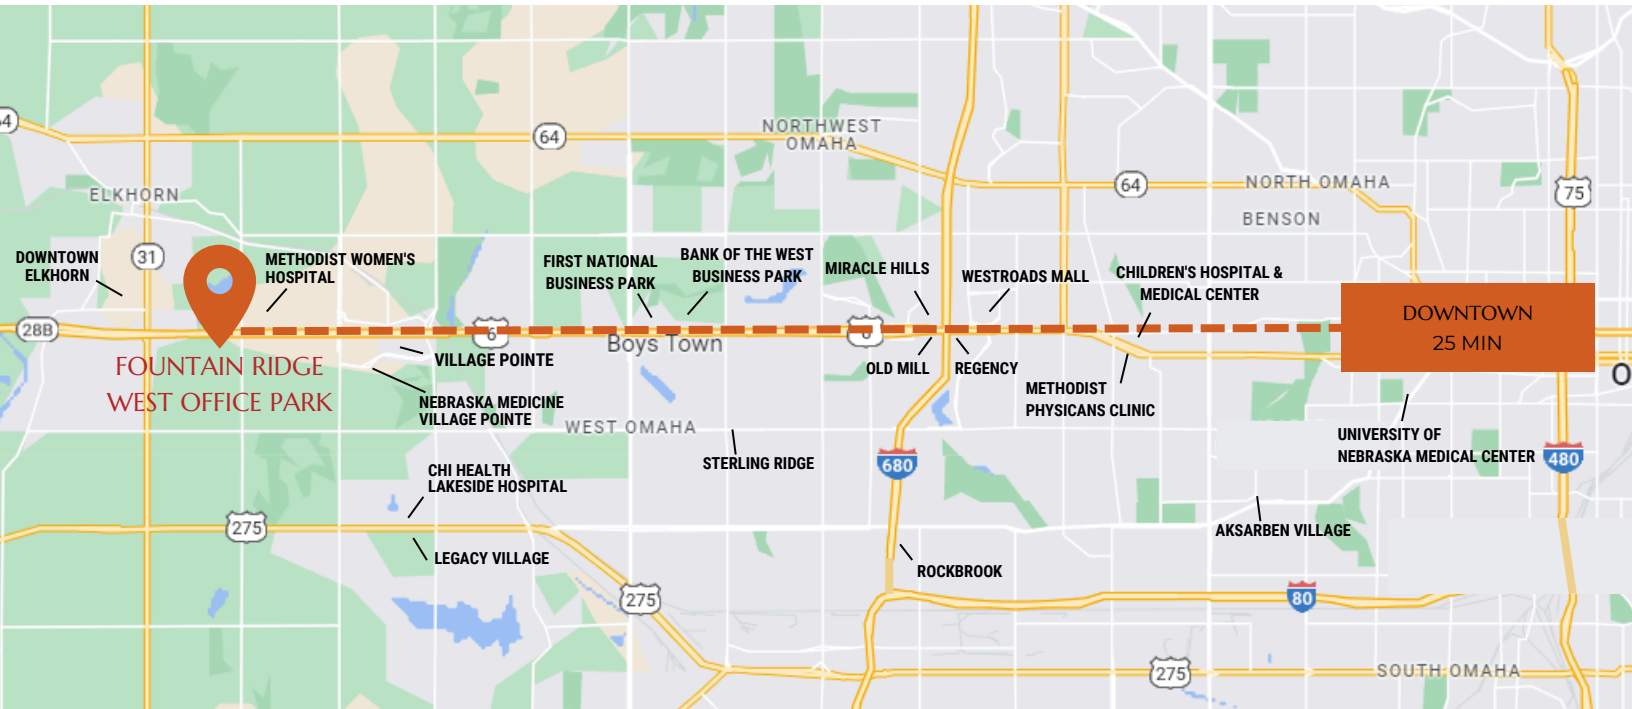 64
64
NORTHWEST
OMAHA
ELKHORN
64
NORTH OMAHA
75
BENSON
DOWNTOWN
ELKHORN
31
METHODIST WOMEN'S
HOSPITAL
FIRST NATIONAL
BUSINESS PARK
BANK OF THE WEST
BUSINESS PARK
MIRACLE HILLS
WESTROADS MALL
CHILDREN'S HOSPITAL &
MEDICAL CENTER
DOWNTOWN
25 MIN
28B
6
6
Boys Town
FOUNTAIN RIDGE
WEST OFFICE PARK
VILLAGE POINTE
OLD MILL
REGENCY
NEBRASKA MEDICINE
VILLAGE POINTE
METHODIST
PHYSICANS CLINIC
O
WEST OMAHA
STERLING RIDGE
680
UNIVERSITY OF
NEBRASKA MEDICAL CENTER
480
CHI HEALTH
LAKESIDE HOSPITAL
275
LEGACY VILLAGE
AKSARBEN VILLAGE
ROCKBROOK
275
80
275
SOUTH OMAHA